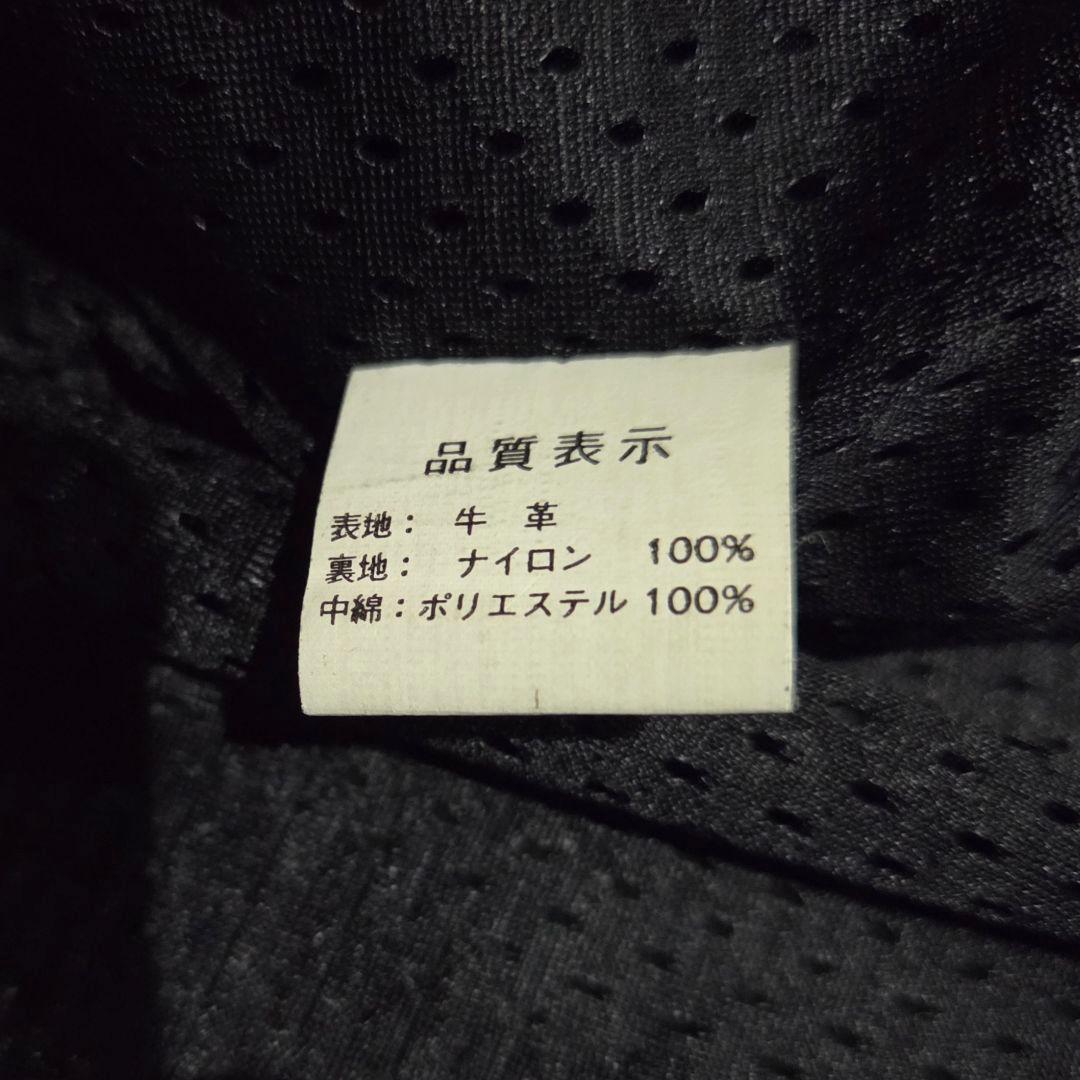 品質表示
表地： 牛 革
裏地： ナイロン 100%
中綿：ポリエステル 100%